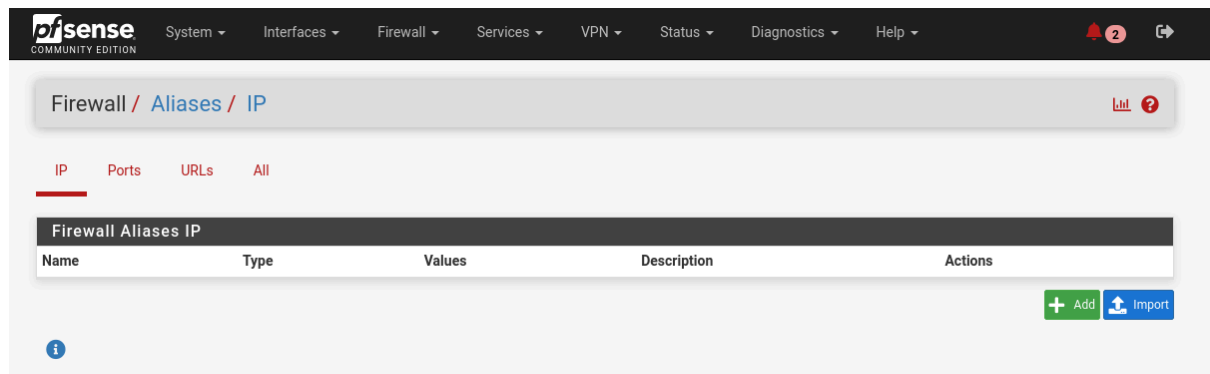 pfsense System Interfaces Firewall Services VPN Status Diagnostics Help 2
COMMUNITY EDITION
Firewall / Aliases / IP
IP Ports URLs All
Firewall Aliases IP
Name Type Values Description Actions
Add Import